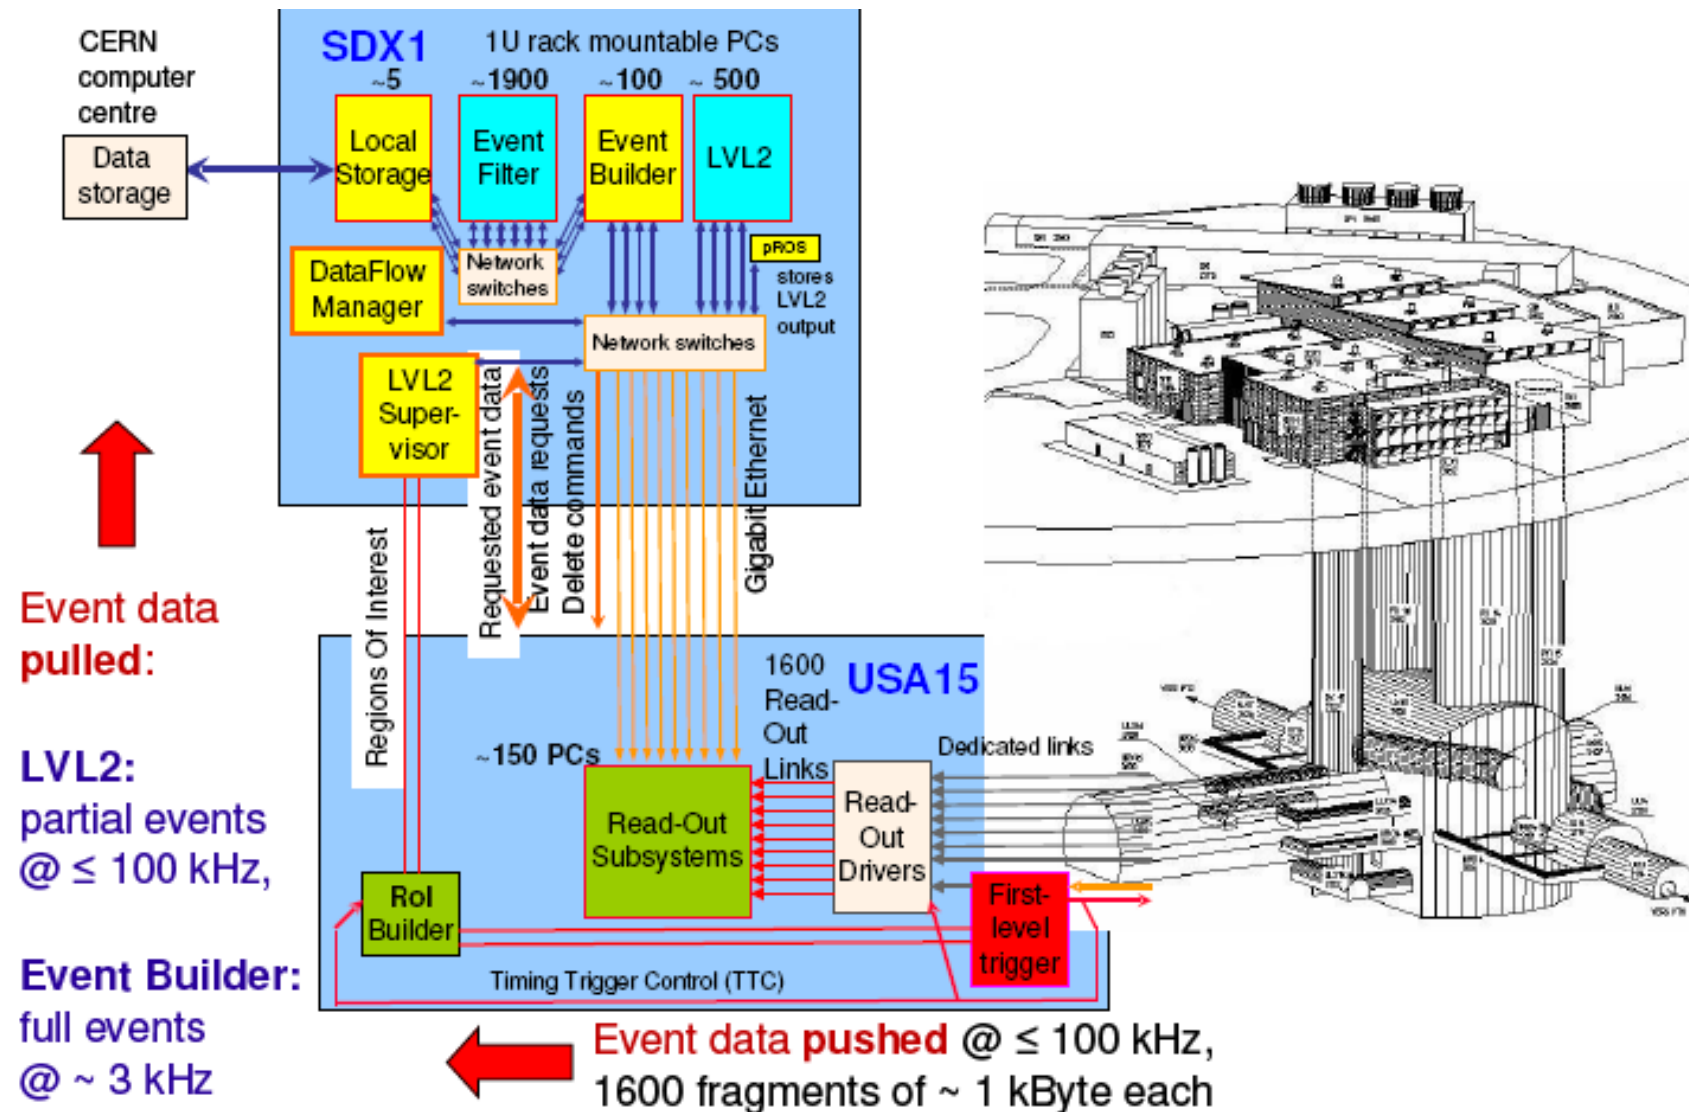 CERN
computer
centre
Data
storage
SDX1
1U rack mountable PCs
~5
~1900
~100
~ 500
Local
Storage
Event
Filter
Event
Builder
LVL2
pROS
stores
LVL2
output
Network
switches
DataFlow
Manager
Network switches
LVL2
Super-
visor
Requested event data
Event data requests
Delete commands
Gigabit Ethernet
Regions Of Interest
Event data
pulled:
LVL2:
partial events
@ ≤ 100 kHz,
Event Builder:
full events
@ ~ 3 kHz
USA15
1600
Read-
Out
Links
~150 PCs
Dedicated links
Read-Out
Subsystems
Read-
Out
Drivers
First-
level
trigger
RoI
Builder
Timing Trigger Control (TTC)
Event data pushed @ ≤ 100 kHz,
1600 fragments of ~ 1 kByte each